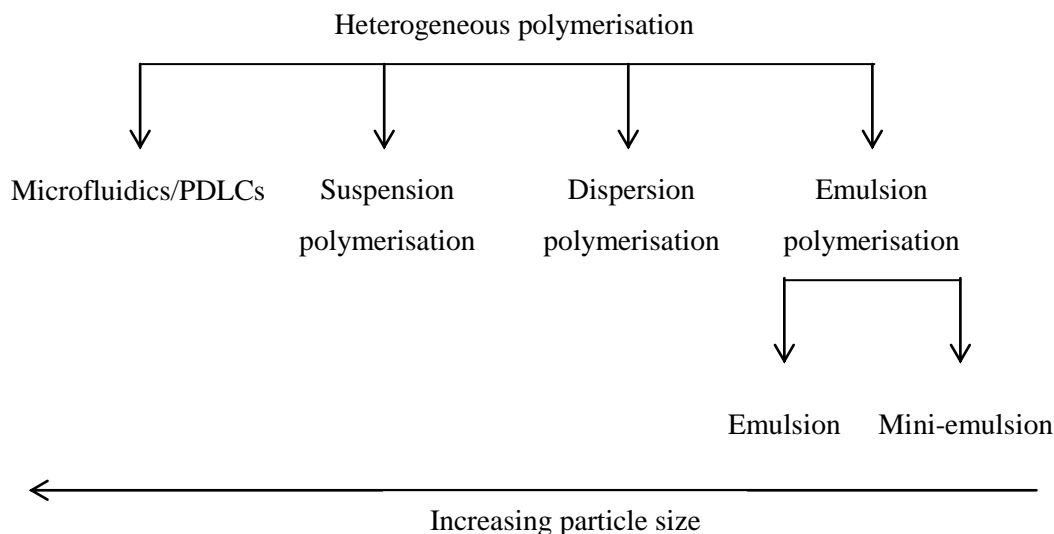 Heterogeneous polymerisation
Microfluidics/PDLCs
Suspension
polymerisation
Dispersion
polymerisation
Emulsion
polymerisation
Emulsion
Mini-emulsion
Increasing particle size